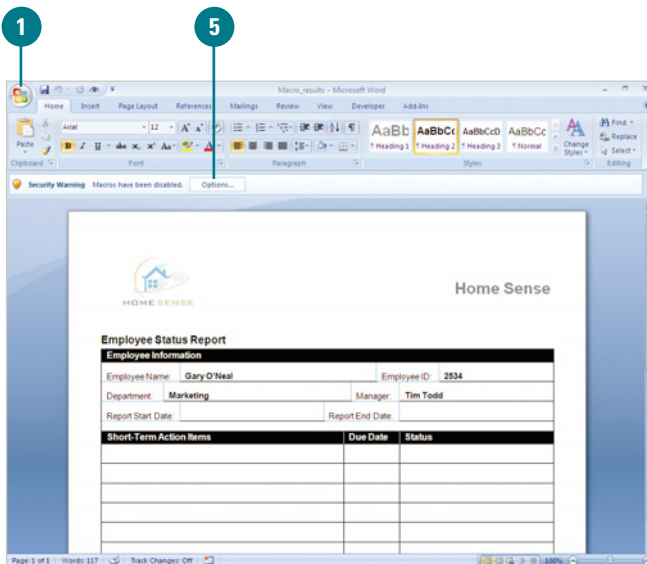 1 5
Macro_results - Microsoft Word
Home Insert Page Layout References Mailings Review View Developer Add-Ins
Paste
Arial 12
B I U abc x, x' Aa A
AaBb AaBbCc AaBbCcD AaBbCc
¶ Heading 1 ¶ Heading 2 ¶ Heading 3 ¶ Normal
Change
Styles
Find
Replace
Select
Clipboard Font Paragraph Styles Editing
Security Warning Macros have been disabled. Options...
HOME SENSE
Home Sense
Employee Status Report
Employee Information
Employee Name: Gary O'Neal Employee ID: 2534
Department: Marketing Manager: Tim Todd
Report Start Date: Report End Date:
Short-Term Action Items Due Date Status
Page: 1 of 1 Words: 117 Track Changes: Off 100%